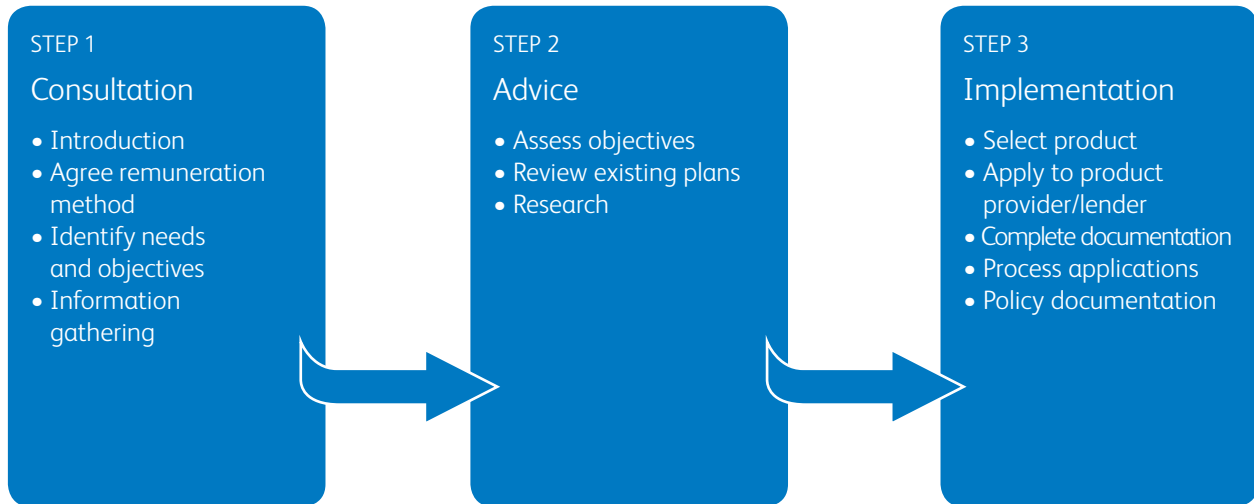 STEP 1
Consultation
• Introduction
• Agree remuneration
method
• Identify needs
and objectives
• Information
gathering
STEP 2
Advice
• Assess objectives
• Review existing plans
• Research
STEP 3
Implementation
• Select product
• Apply to product
provider/lender
• Complete documentation
• Process applications
• Policy documentation